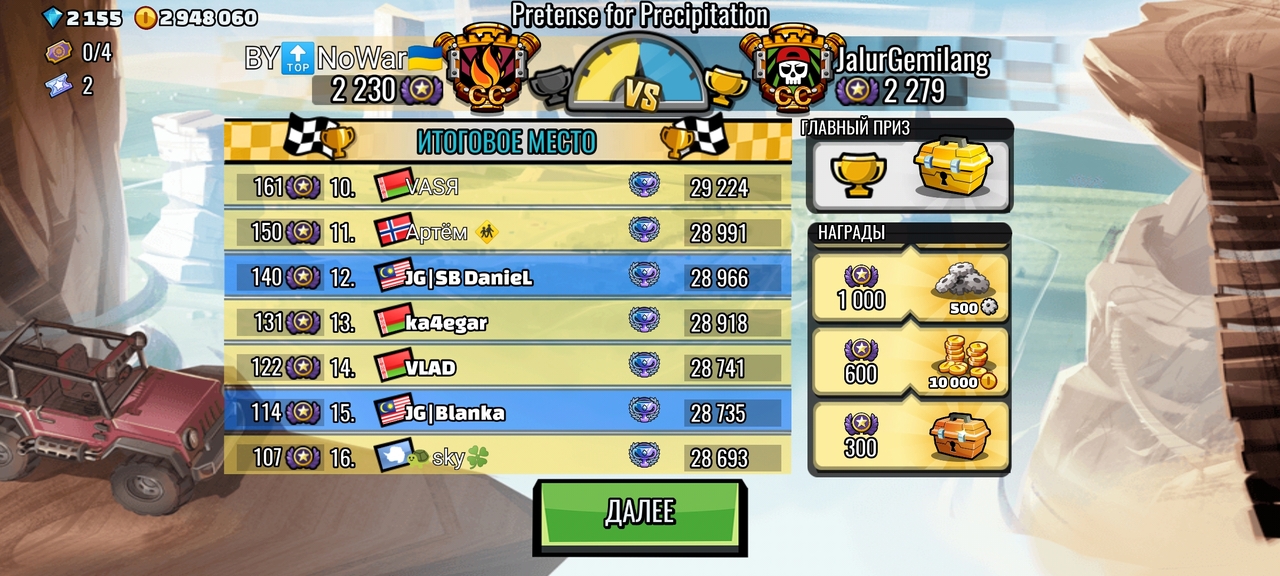 2 155 2 948 060
Pretense for Precipitation
0/4
2
BY TOP NoWar
2 230
CC
VS
CC
JalurGemilang
2 279
ИТОГОВОЕ МЕСТО
161 10. VASЯ 29 224
150 11. Артём 28 991
140 12. JG|SB DanieL 28 966
131 13. ka4egar 28 918
122 14. VLAD 28 741
114 15. JG|Blanka 28 735
107 16. sky 28 693
ГЛАВНЫЙ ПРИЗ
НАГРАДЫ
1 000
500
600
10 000
300
ДАЛЕЕ